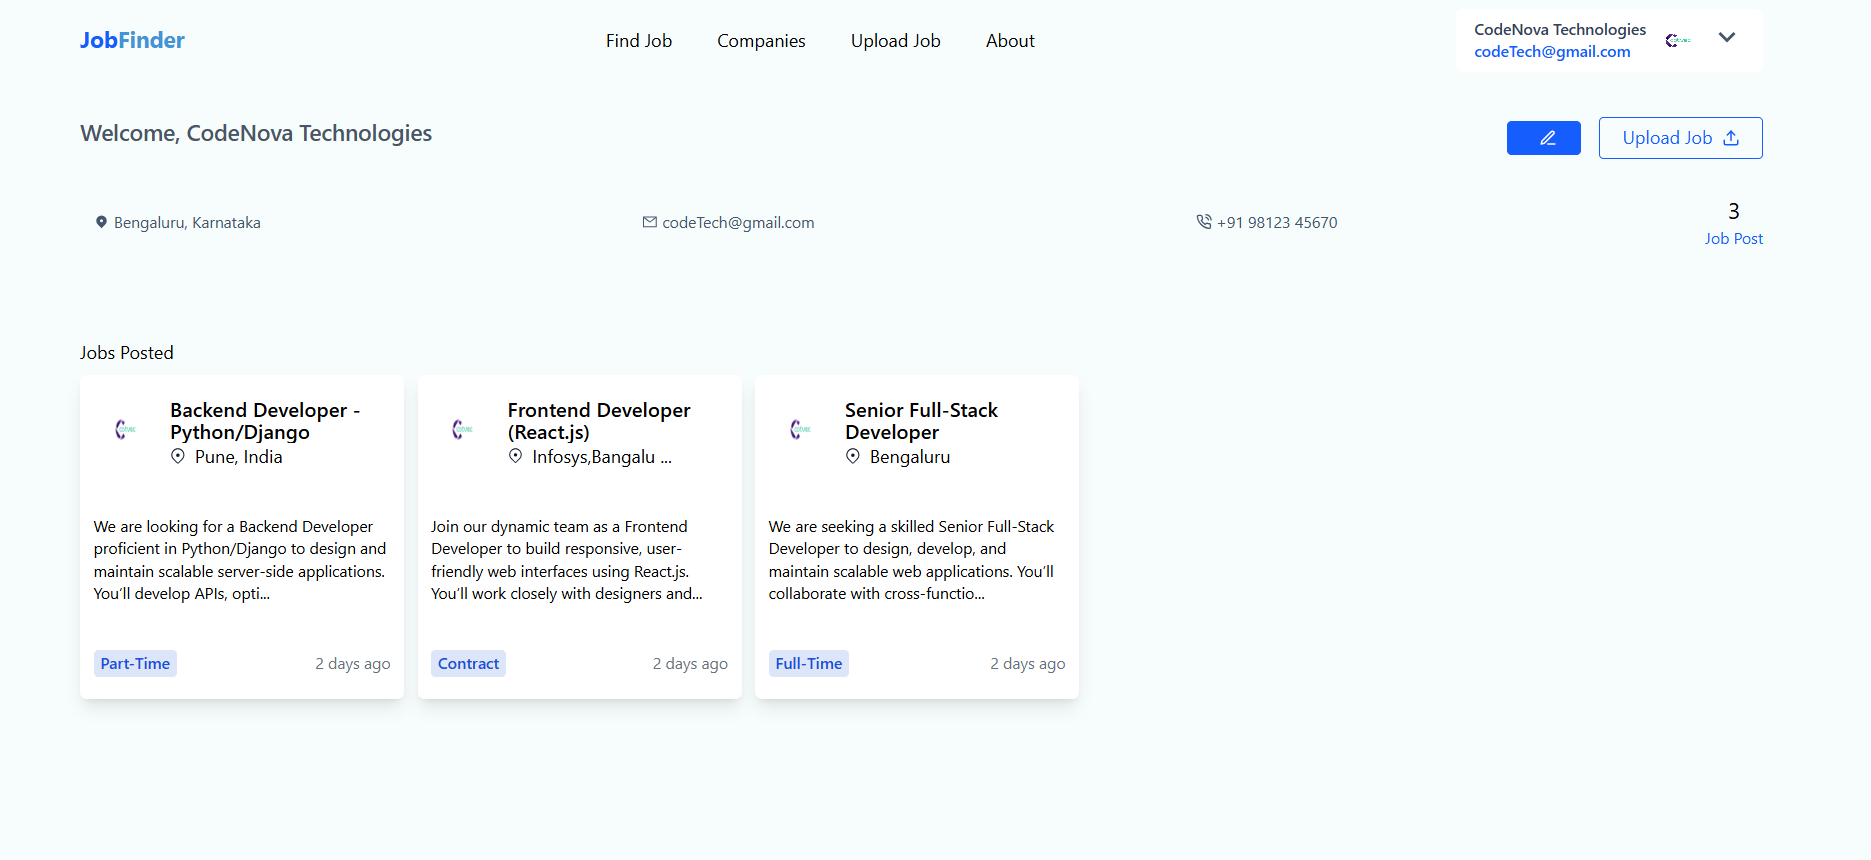 JobFinder
Find Job
Companies
Upload Job
About
CodeNova Technologies
codeTech@gmail.com
Welcome, CodeNova Technologies
Upload Job
Bengaluru, Karnataka
codeTech@gmail.com
+91 98123 45670
3
Job Post
Jobs Posted
Backend Developer -
Python/Django
Pune, India
We are looking for a Backend Developer
proficient in Python/Django to design and
maintain scalable server-side applications.
You’ll develop APIs, opti...
Part-Time
2 days ago
Frontend Developer
(React.js)
Infosys,Bangalu ...
Join our dynamic team as a Frontend
Developer to build responsive, user-
friendly web interfaces using React.js.
You’ll work closely with designers and...
Contract
2 days ago
Senior Full-Stack
Developer
Bengaluru
We are seeking a skilled Senior Full-Stack
Developer to design, develop, and
maintain scalable web applications. You’ll
collaborate with cross-functio...
Full-Time
2 days ago